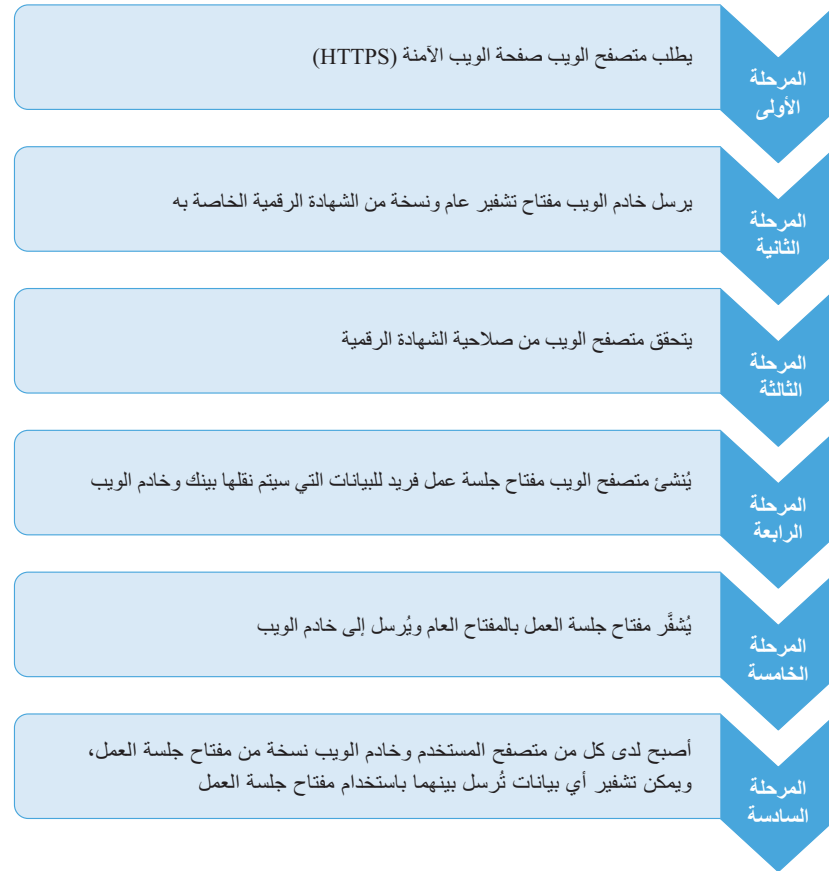 المرحلة
الأولى
يطلب متصفح الويب صفحة الويب الآمنة (HTTPS)
المرحلة
الثانية
يرسل خادم الويب مفتاح تشفير عام ونسخة من الشهادة الرقمية الخاصة به
المرحلة
الثالثة
يتحقق متصفح الويب من صلاحية الشهادة الرقمية
المرحلة
الرابعة
يُنشئ متصفح الويب مفتاح جلسة عمل فريد للبيانات التي سيتم نقلها بينك وخادم الويب
المرحلة
الخامسة
يُشفَّر مفتاح جلسة العمل بالمفتاح العام ويُرسل إلى خادم الويب
المرحلة
السادسة
أصبح لدى كل من متصفح المستخدم وخادم الويب نسخة من مفتاح جلسة العمل،
ويمكن تشفير أي بيانات تُرسل بينهما باستخدام مفتاح جلسة العمل